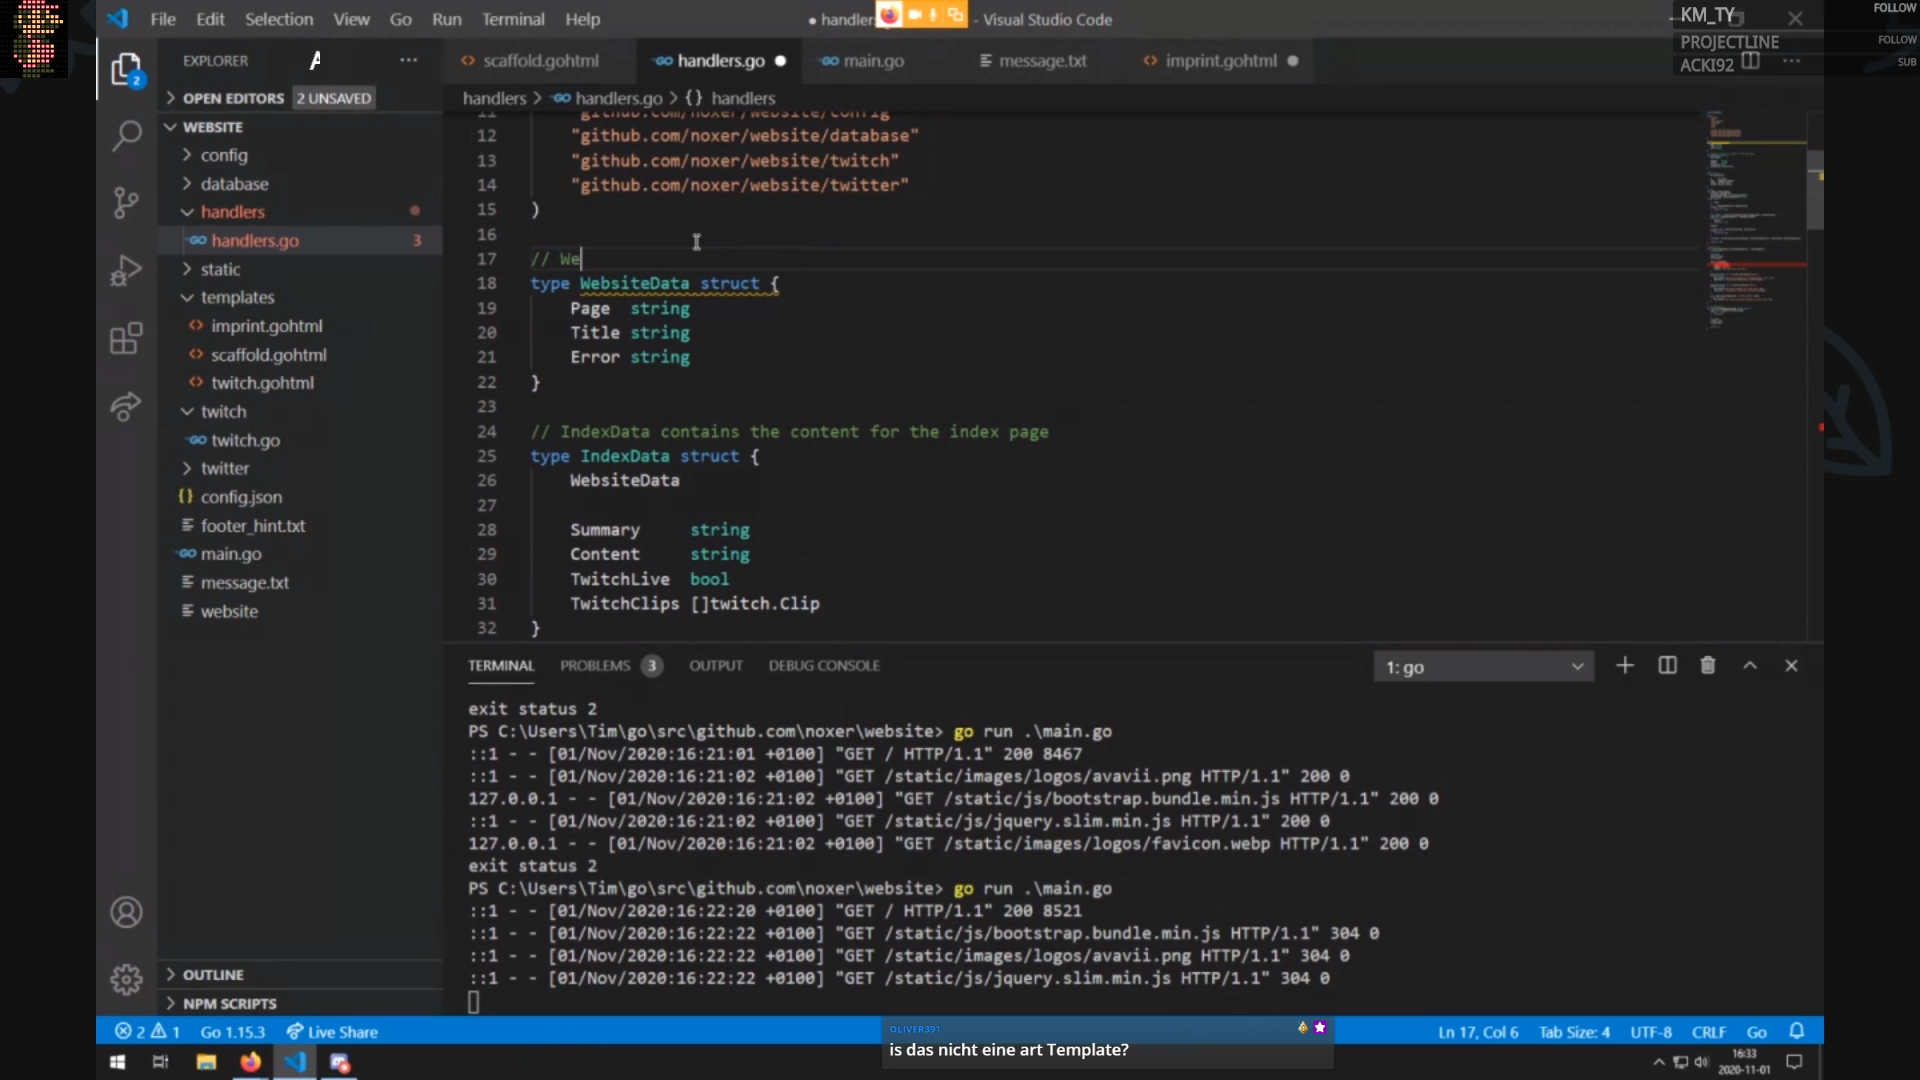 File Edit Selection View Go Run Terminal Help
handler
- Visual Studio Code
KM_TY
FOLLOW
PROJECTLINE
FOLLOW
ACKI92
SUB
EXPLORER
scaffold.gohtml
handlers.go
main.go
message.txt
imprint.gohtml
OPEN EDITORS 2 UNSAVED
handlers > handlers.go > {} handlers
WEBSITE
config
database
handlers
handlers.go 3
static
templates
imprint.gohtml
scaffold.gohtml
twitch.gohtml
twitch
twitch.go
twitter
config.json
footer_hint.txt
main.go
message.txt
website
OUTLINE
NPM SCRIPTS
2
11 "github.com/noxer/website/config"
12 "github.com/noxer/website/database"
13 "github.com/noxer/website/twitch"
14 "github.com/noxer/website/twitter"
15 )
16
17 // We
18 type WebsiteData struct {
19 Page string
20 Title string
21 Error string
22 }
23
24 // IndexData contains the content for the index page
25 type IndexData struct {
26 WebsiteData
27
28 Summary string
29 Content string
30 TwitchLive bool
31 TwitchClips []twitch.Clip
32 }
TERMINAL PROBLEMS 3 OUTPUT DEBUG CONSOLE
1: go
exit status 2
PS C:\Users\Tim\go\src\github.com\noxer\website> go run .\main.go
::1 - - [01/Nov/2020:16:21:01 +0100] "GET / HTTP/1.1" 200 8467
::1 - - [01/Nov/2020:16:21:02 +0100] "GET /static/images/logos/avavii.png HTTP/1.1" 200 0
127.0.0.1 - - [01/Nov/2020:16:21:02 +0100] "GET /static/js/bootstrap.bundle.min.js HTTP/1.1" 200 0
::1 - - [01/Nov/2020:16:21:02 +0100] "GET /static/js/jquery.slim.min.js HTTP/1.1" 200 0
127.0.0.1 - - [01/Nov/2020:16:21:02 +0100] "GET /static/images/logos/favicon.webp HTTP/1.1" 200 0
exit status 2
PS C:\Users\Tim\go\src\github.com\noxer\website> go run .\main.go
::1 - - [01/Nov/2020:16:22:20 +0100] "GET / HTTP/1.1" 200 8521
::1 - - [01/Nov/2020:16:22:22 +0100] "GET /static/js/bootstrap.bundle.min.js HTTP/1.1" 304 0
::1 - - [01/Nov/2020:16:22:22 +0100] "GET /static/images/logos/avavii.png HTTP/1.1" 304 0
::1 - - [01/Nov/2020:16:22:22 +0100] "GET /static/js/jquery.slim.min.js HTTP/1.1" 304 0
2 1 Go 1.15.3 Live Share
Ln 17, Col 6 Tab Size: 4 UTF-8 CRLF Go
OLIVER391
is das nicht eine art Template?
16:33
2020-11-01